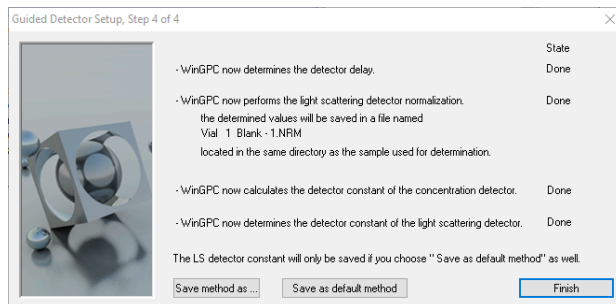 Guided Detector Setup, Step 4 of 4
State
- WinGPC now determines the detector delay. Done
- WinGPC now performs the light scattering detector normalization. Done
the determined values will be saved in a file named
Vial 1 Blank - 1.NRM
located in the same directory as the sample used for determination.
- WinGPC now calculates the detector constant of the concentration detector. Done
- WinGPC now determines the detector constant of the light scattering detector. Done
The LS detector constant will only be saved if you choose " Save as default method" as well.
Save method as ... Save as default method Finish